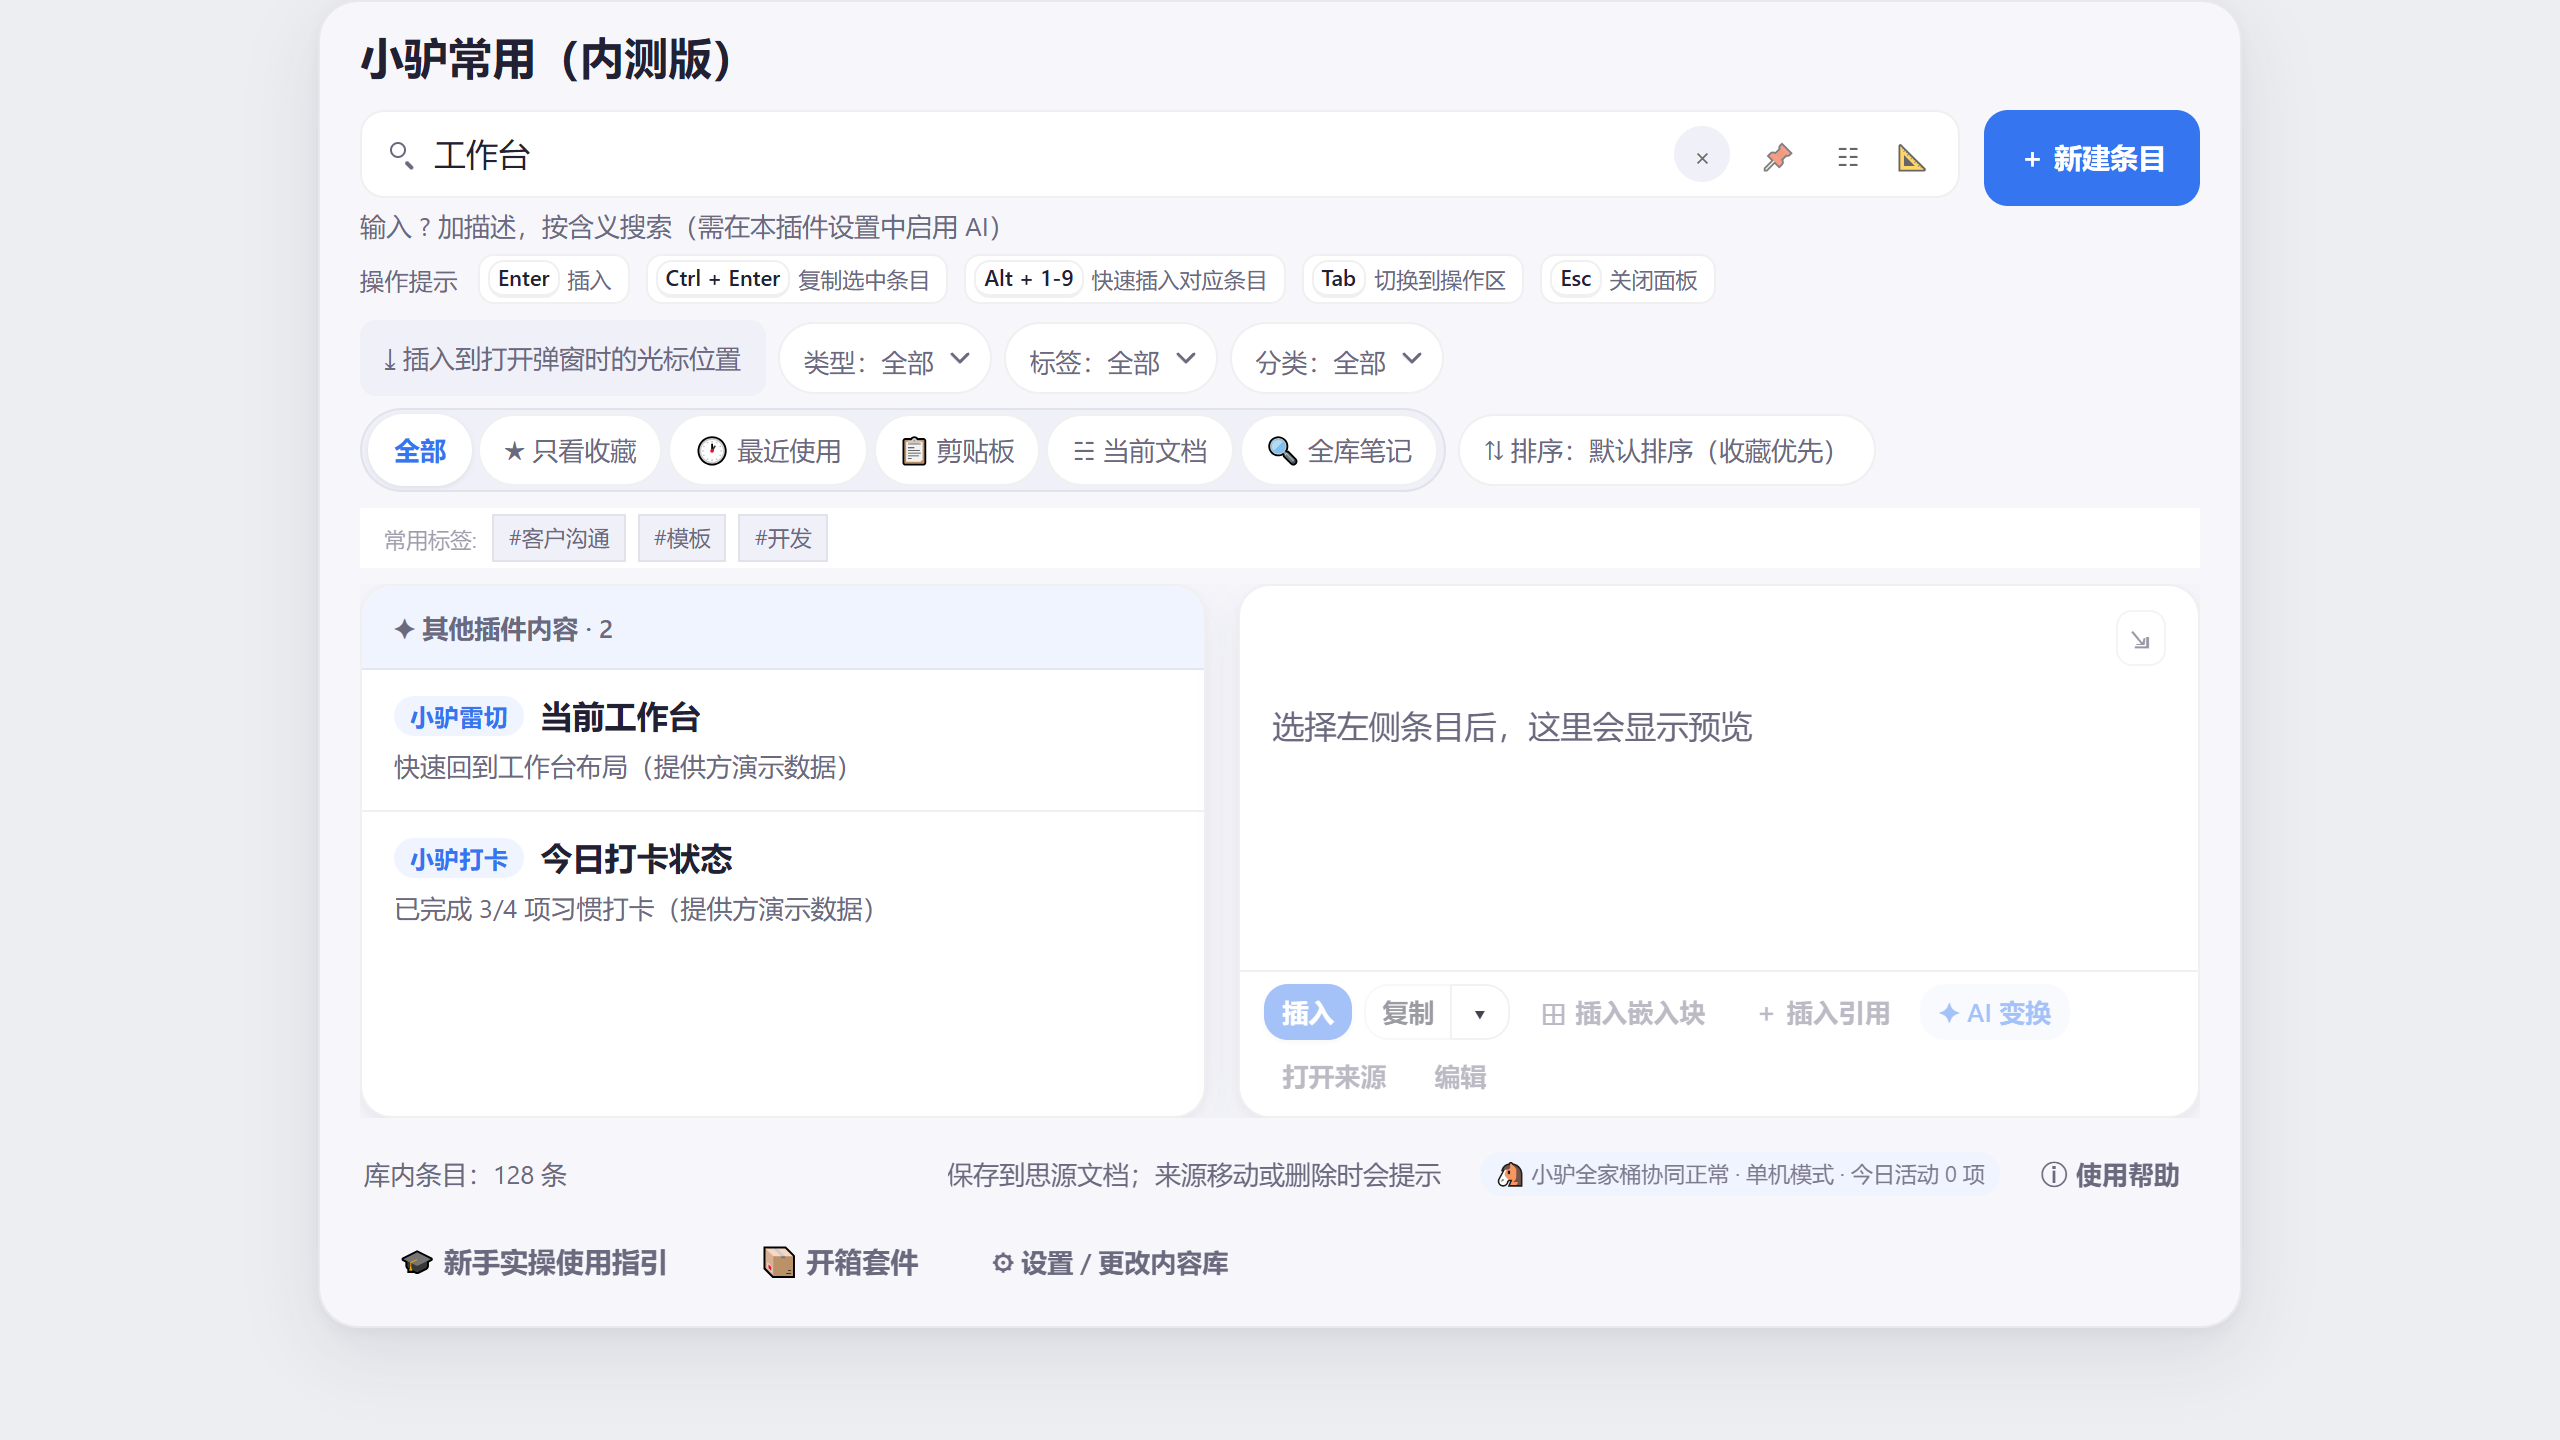 小驴常用（内测版）
工作台
× 
+ 新建条目
输入 ? 加描述，按含义搜索（需在本插件设置中启用 AI）
操作提示 Enter 插入 Ctrl + Enter 复制选中条目 Alt + 1-9 快速插入对应条目 Tab 切换到操作区 Esc 关闭面板
⤓插入到打开弹窗时的光标位置 类型：全部 标签：全部 分类：全部
全部 ★ 只看收藏 最近使用 剪贴板 ☷ 当前文档 全库笔记 ⇅ 排序：默认排序（收藏优先）
常用标签: #客户沟通 #模板 #开发
✦ 其他插件内容 · 2
小驴雷切 当前工作台
快速回到工作台布局（提供方演示数据）
小驴打卡 今日打卡状态
已完成 3/4 项习惯打卡（提供方演示数据）
选择左侧条目后，这里会显示预览
插入 复制 ▾ 田 插入嵌入块 + 插入引用 ✦ AI 变换
打开来源 编辑
库内条目：128 条
保存到思源文档；来源移动或删除时会提示
小驴全家桶协同正常 · 单机模式 · 今日活动 0 项
ⓘ 使用帮助
新手实操使用指引 开箱套件 ⚙ 设置 / 更改内容库